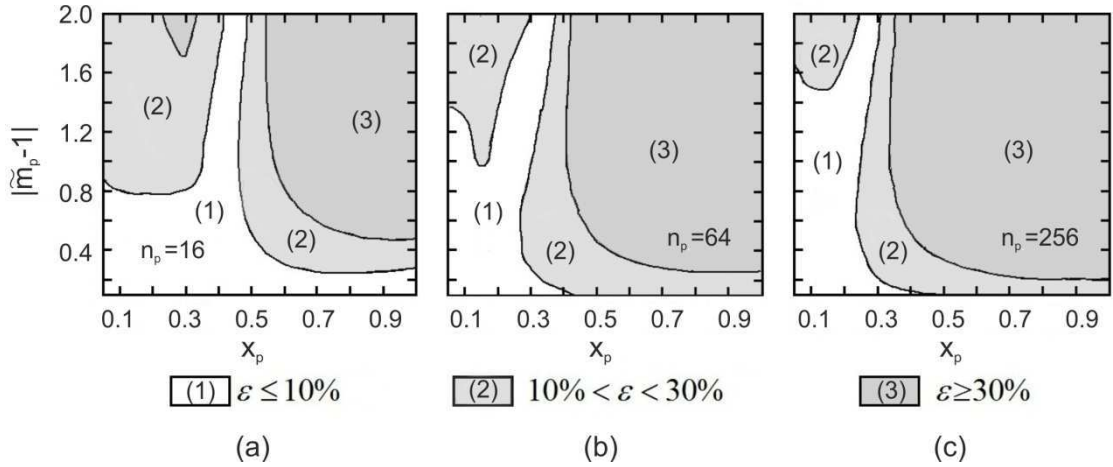 2.0
1.6
1.2
0.8
0.4
|m̃ₚ-1|
(2)
(3)
(1)
(2)
nₚ=16
0.1 0.3 0.5 0.7 0.9
xₚ
(2)
(3)
(1)
(2)
nₚ=64
0.1 0.3 0.5 0.7 0.9
xₚ
(2)
(1)
(3)
(2)
nₚ=256
0.1 0.3 0.5 0.7 0.9
xₚ
(1) ε ≤ 10%
(2) 10% < ε < 30%
(3) ε ≥ 30%
(a)
(b)
(c)